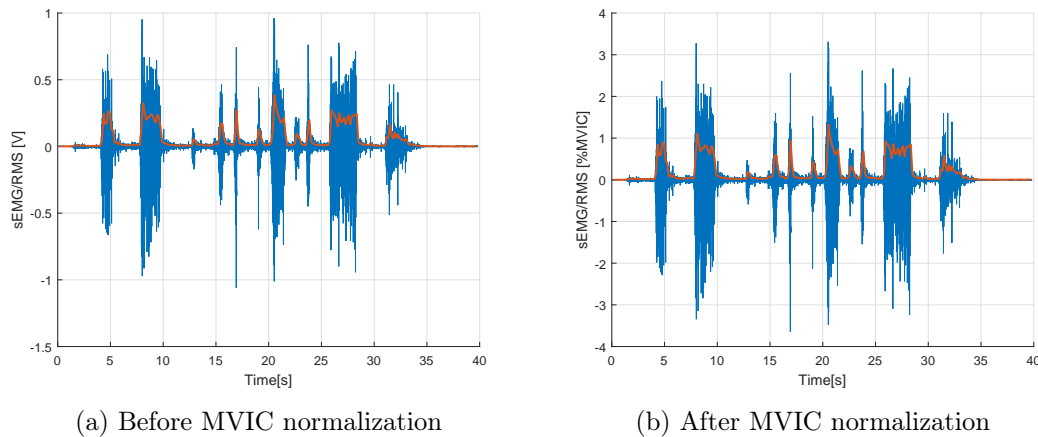 1
0.5
0
-0.5
-1
-1.5
sEMG/RMS [V]
0 5 10 15 20 25 30 35 40
Time[s]
(a) Before MVIC normalization
4
3
2
1
0
-1
-2
-3
-4
sEMG/RMS [%MVIC]
0 5 10 15 20 25 30 35 40
Time[s]
(b) After MVIC normalization